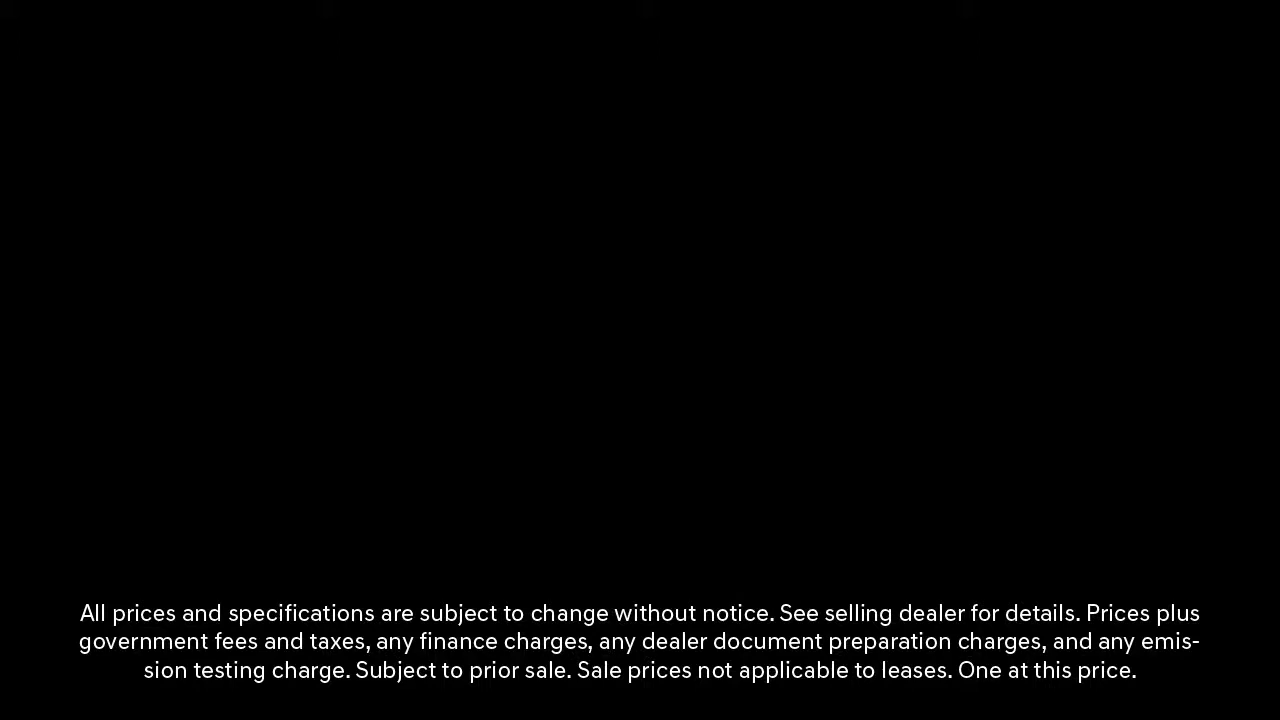 All prices and specifications are subject to change without notice. See selling dealer for details. Prices plus
government fees and taxes, any finance charges, any dealer document preparation charges, and any emis-
sion testing charge. Subject to prior sale. Sale prices not applicable to leases. One at this price.